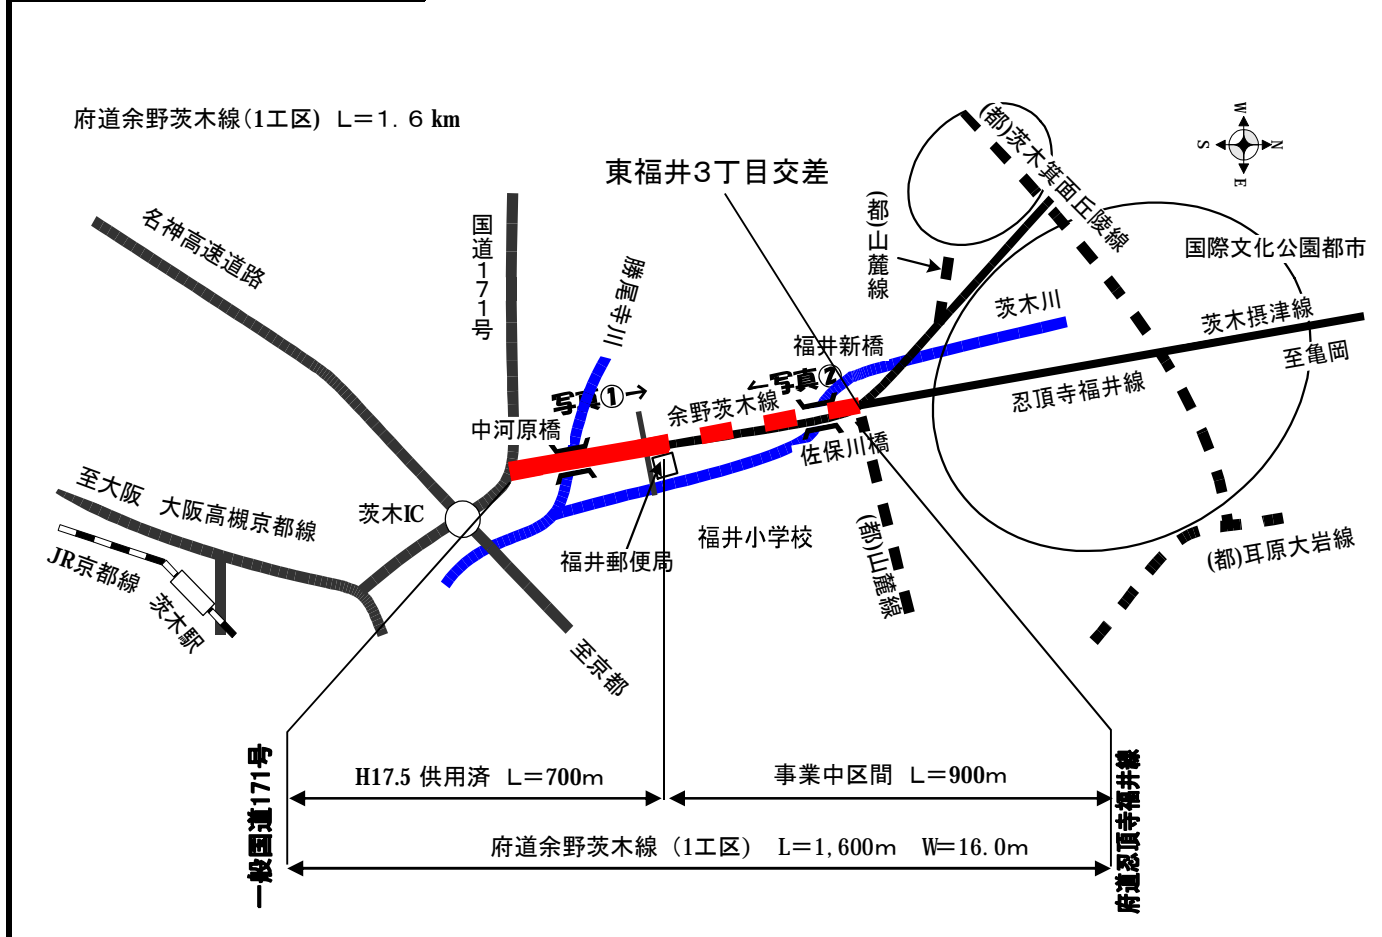 府道余野茨木線(1工区) L=1.6 km
東福井3丁目交差
(都)茨木箕面丘陵線
W
S
N
E
名神高速道路
国道171号
勝尾寺川
(都)山麓線
国際文化公園都市
茨木川
茨木摂津線
至亀岡
福井新橋
写真①→
←写真②
余野茨木線
忍頂寺福井線
中河原橋
佐保川橋
至大阪 大阪高槻京都線
茨木IC
JR京都線
茨木駅
福井郵便局
福井小学校
(都)山麓線
(都)耳原大岩線
至京都
一般国道171号
H17.5 供用済 L=700m
事業中区間 L=900m
府道忍頂寺福井線
府道余野茨木線 (1工区) L=1,600m W=16.0m